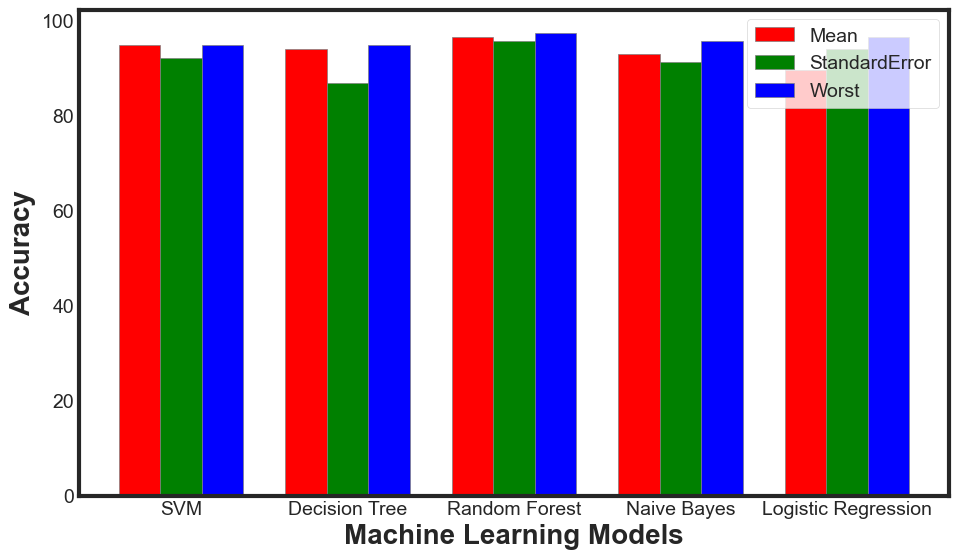 100
80
60
40
20
0
Accuracy
Mean
StandardError
Worst
SVM Decision Tree Random Forest Naive Bayes Logistic Regression
Machine Learning Models